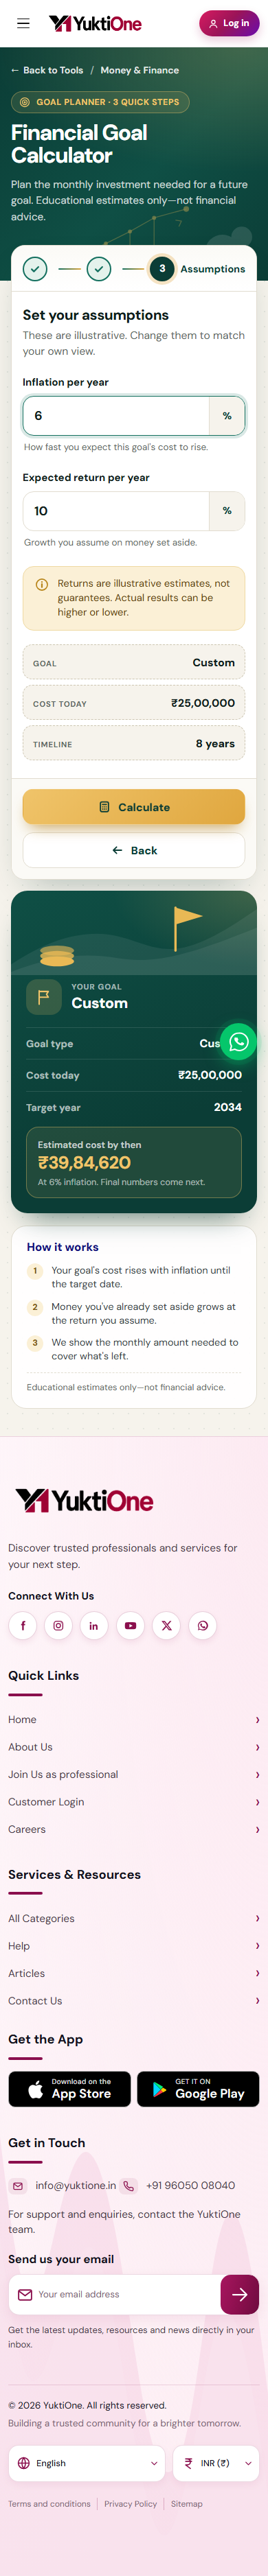 YuktiOne
Log in
← Back to Tools / Money & Finance
GOAL PLANNER · 3 QUICK STEPS
Financial Goal
Calculator
Plan the monthly investment needed for a future
goal. Educational estimates only—not financial
advice.
3 Assumptions
Set your assumptions
These are illustrative. Change them to match
your own view.
Inflation per year
6 %
How fast you expect this goal's cost to rise.
Expected return per year
10 %
Growth you assume on money set aside.
Returns are illustrative estimates, not
guarantees. Actual results can be
higher or lower.
GOAL Custom
COST TODAY ₹25,00,000
TIMELINE 8 years
Calculate
← Back
YOUR GOAL
Custom
Goal type Cus
Cost today ₹25,00,000
Target year 2034
Estimated cost by then
₹39,84,620
At 6% inflation. Final numbers come next.
How it works
1 Your goal's cost rises with inflation until
the target date.
2 Money you've already set aside grows at
the return you assume.
3 We show the monthly amount needed to
cover what's left.
Educational estimates only—not financial advice.
YuktiOne
Discover trusted professionals and services for
your next step.
Connect With Us
Quick Links
Home ›
About Us ›
Join Us as professional ›
Customer Login ›
Careers ›
Services & Resources
All Categories ›
Help ›
Articles ›
Contact Us ›
Get the App
Download on the
App Store
GET IT ON
Google Play
Get in Touch
info@yuktione.in +91 96050 08040
For support and enquiries, contact the YuktiOne
team.
Send us your email
Your email address
Get the latest updates, resources and news directly in your
inbox.
© 2026 YuktiOne. All rights reserved.
Building a trusted community for a brighter tomorrow.
English
₹ INR (₹)
Terms and conditions | Privacy Policy | Sitemap